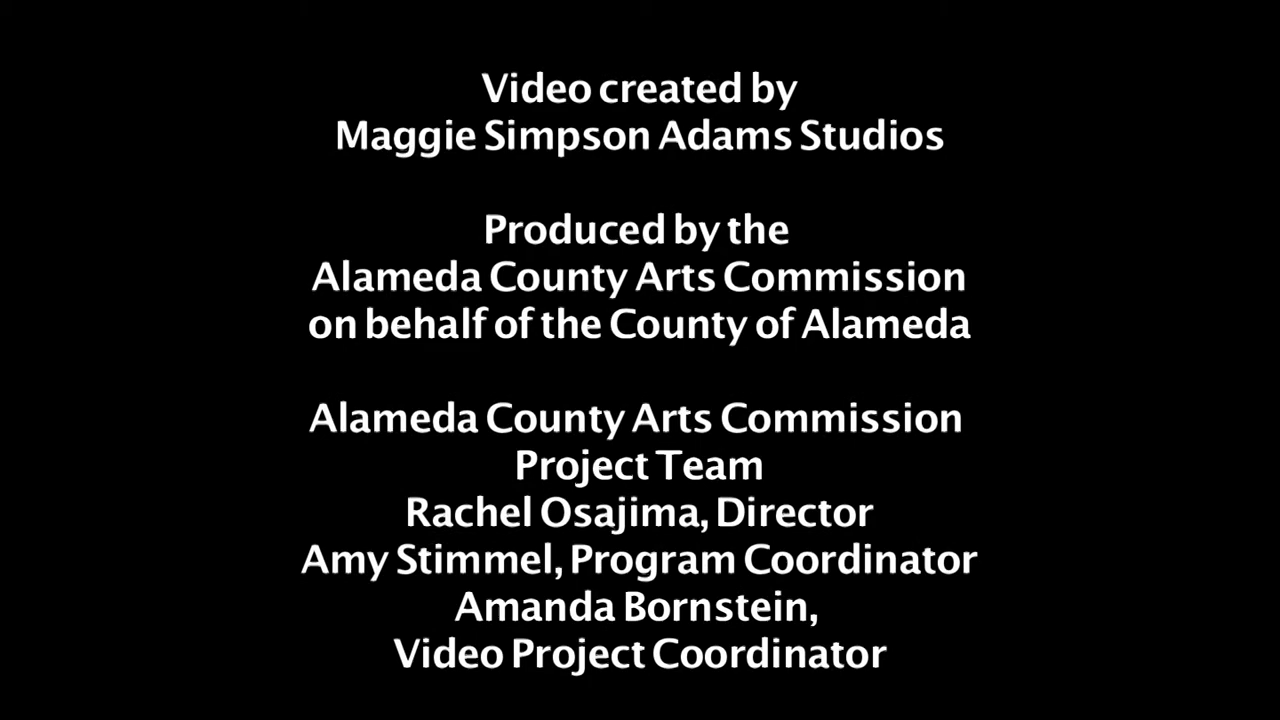 Video created by
Maggie Simpson Adams Studios
Produced by the
Alameda County Arts Commission
on behalf of the County of Alameda
Alameda County Arts Commission
Project Team
Rachel Osajima, Director
Amy Stimmel, Program Coordinator
Amanda Bornstein,
Video Project Coordinator